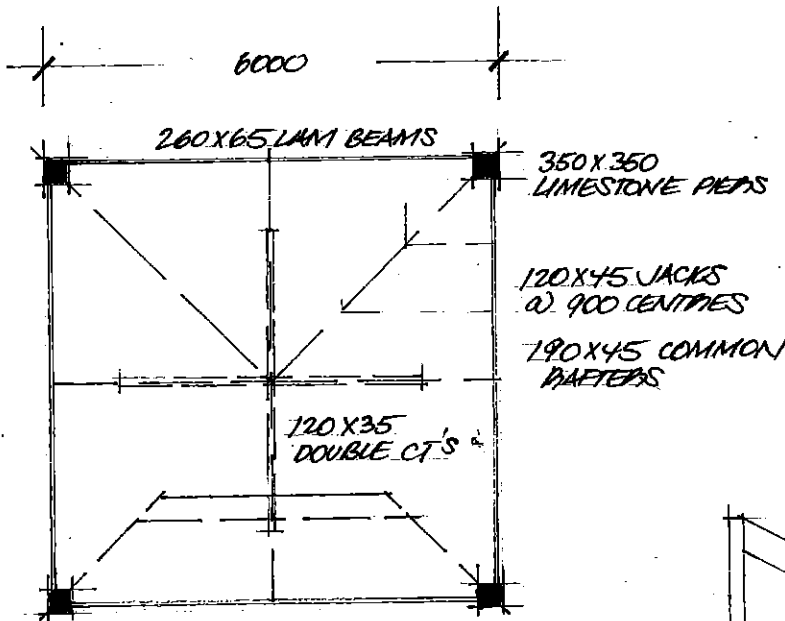 6000
260X65 LAM BEAMS
350X350
LIMESTONE PIERS
120X45 JACKS
@ 900 CENTRES
190X45 COMMON
RAFTERS
120X35
DOUBLE CT'S